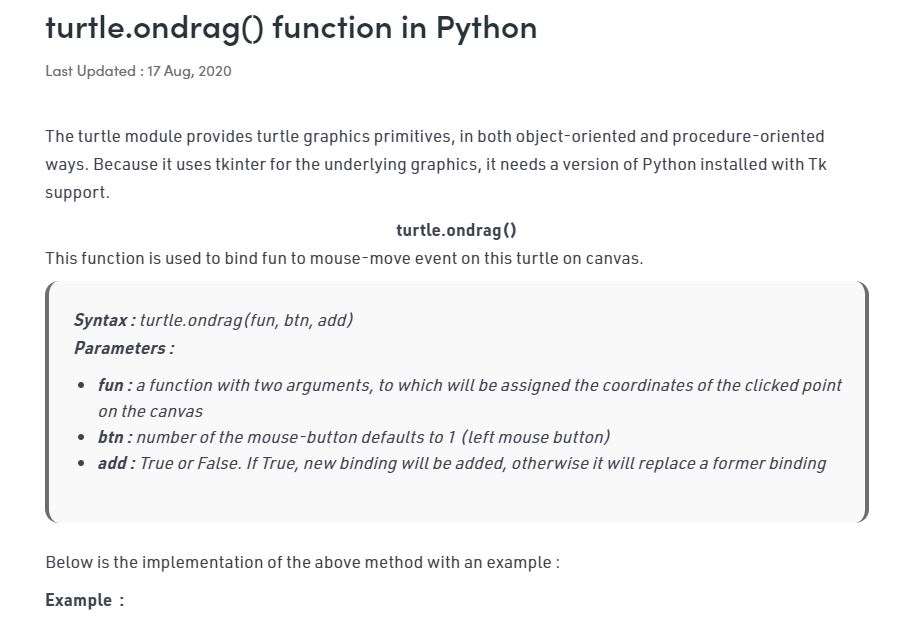 turtle.ondrag() function in Python
Last Updated : 17 Aug, 2020
The turtle module provides turtle graphics primitives, in both object-oriented and procedure-oriented
ways. Because it uses tkinter for the underlying graphics, it needs a version of Python installed with Tk
support.
turtle.ondrag()
This function is used to bind fun to mouse-move event on this turtle on canvas.
Syntax : turtle.ondrag(fun, btn, add)
Parameters :
• fun : a function with two arguments, to which will be assigned the coordinates of the clicked point
on the canvas
• btn : number of the mouse-button defaults to 1 (left mouse button)
• add : True or False. If True, new binding will be added, otherwise it will replace a former binding
Below is the implementation of the above method with an example :
Example :